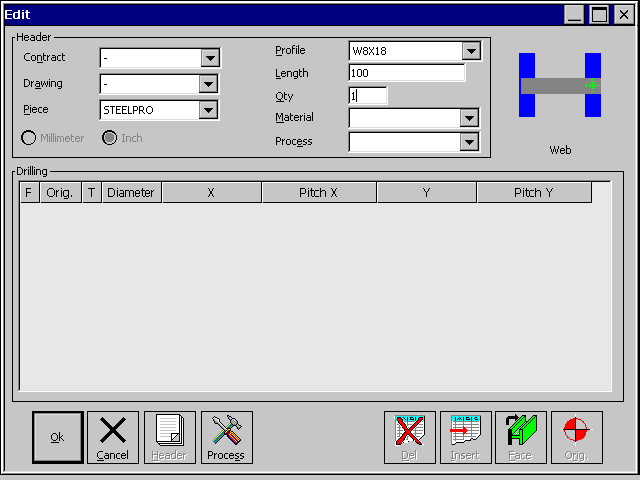 Edit
Header
Contract - Profile W8X18
Length 100
Drawing - Qty 1
Piece STEELPRO Material
Millimeter Inch Process
Web
Drilling
F Orig. T Diameter X Pitch X Y Pitch Y
Ok Cancel Header Process Del Insert Face Orig.